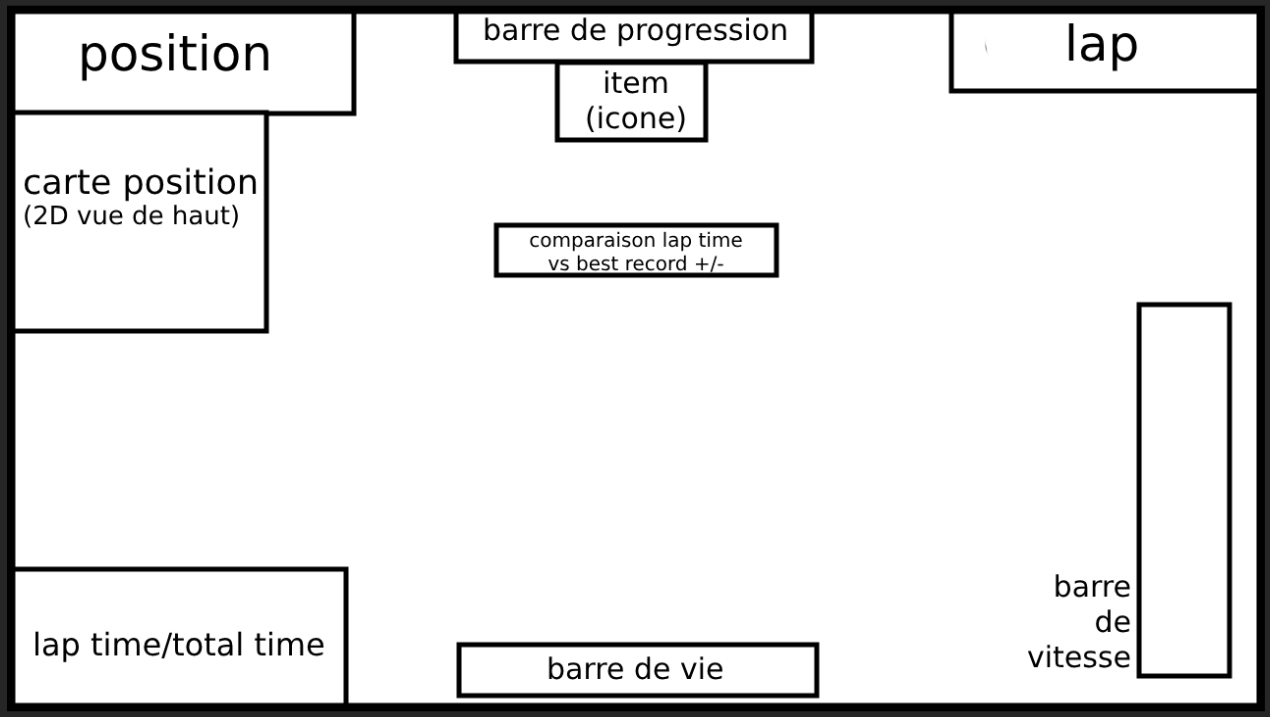 position
barre de progression
lap
item
(icone)
carte position
(2D vue de haut)
comparaison lap time
vs best record +/-
barre
de
vitesse
lap time/total time
barre de vie